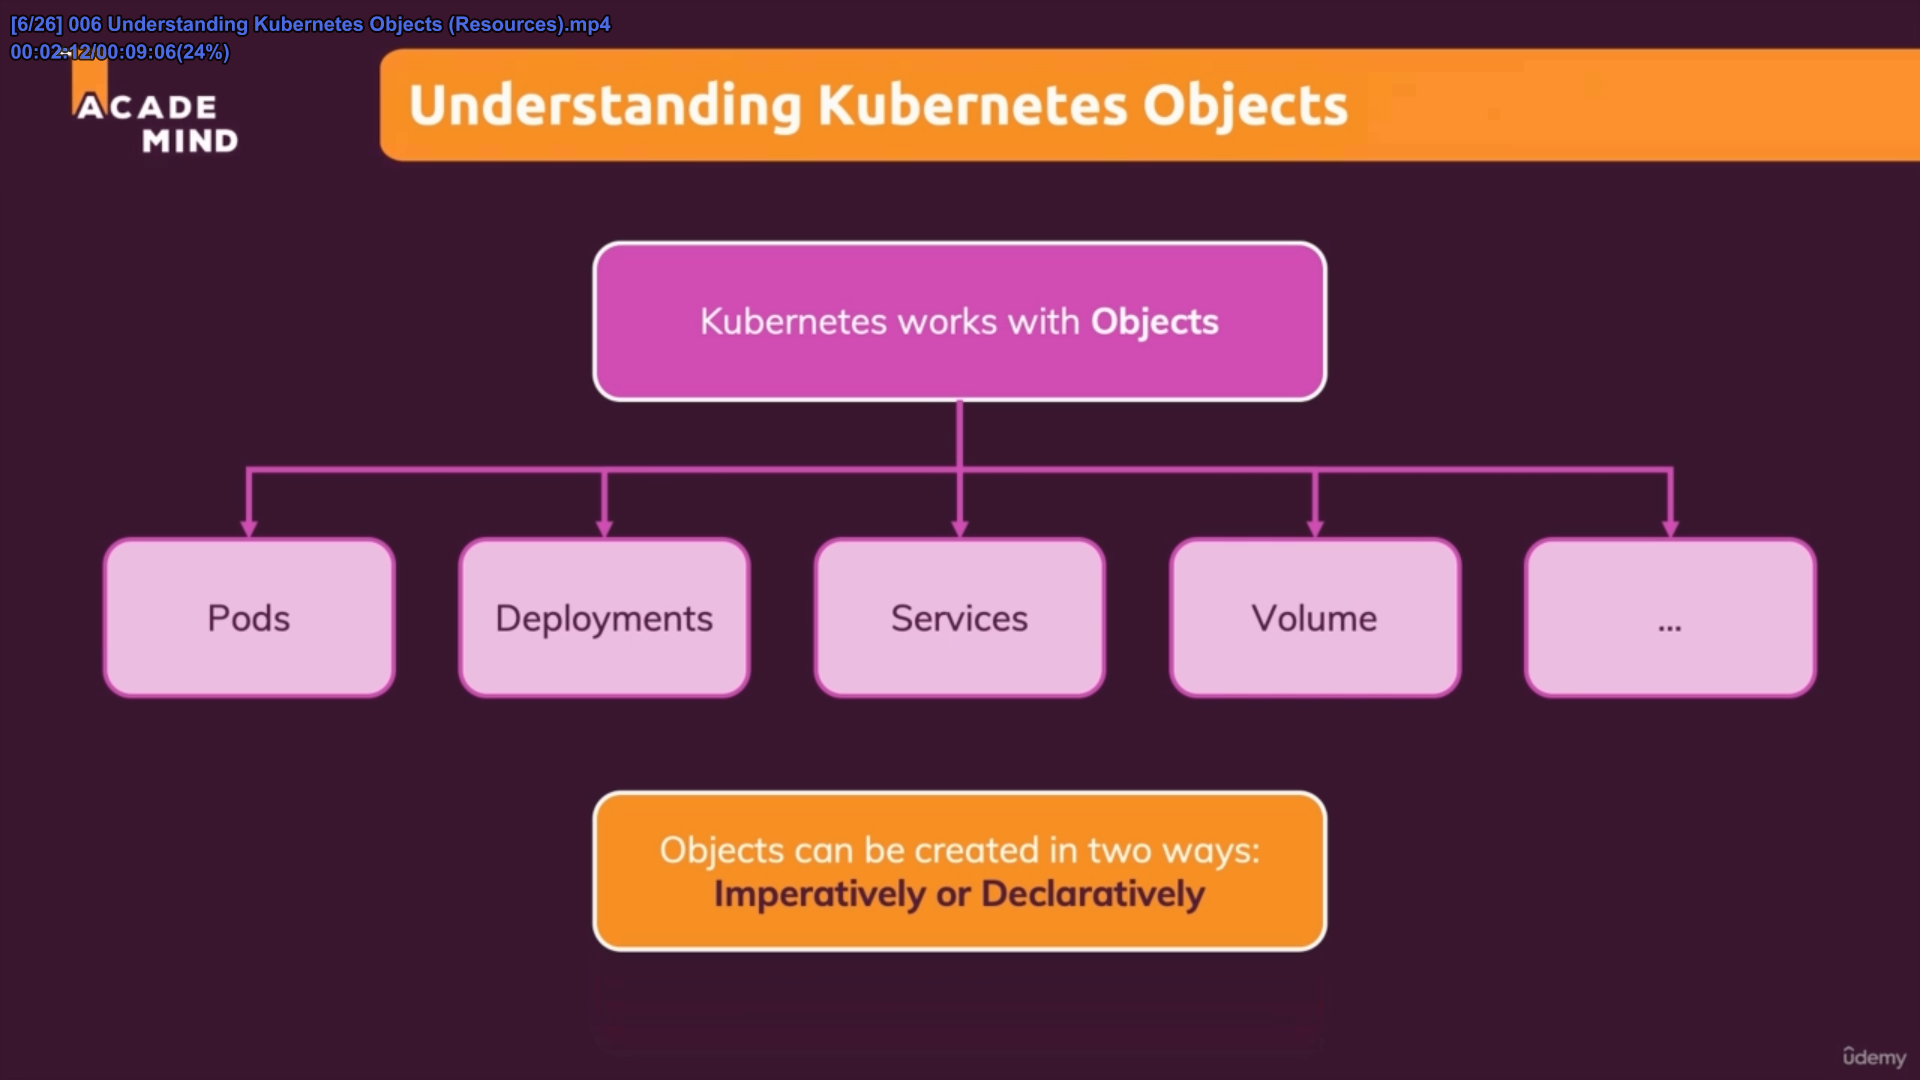 [6/26] 006 Understanding Kubernetes Objects (Resources).mp4
00:02:12/00:09:06(24%)
ACADE
MIND
Understanding Kubernetes Objects
Kubernetes works with Objects
Pods
Deployments
Services
Volume
...
Objects can be created in two ways:
Imperatively or Declaratively
ûdemy